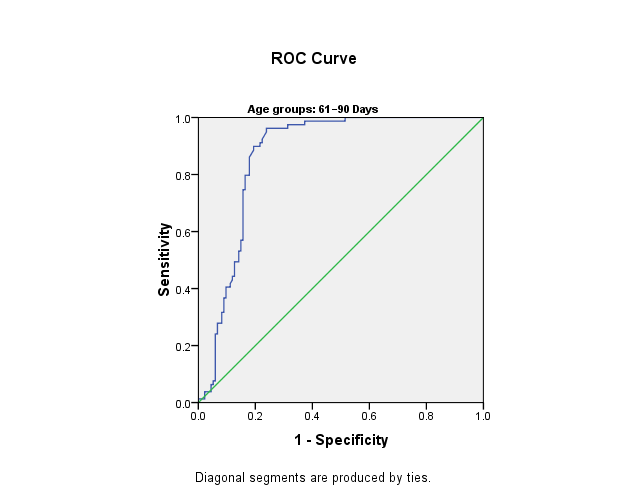 ROC Curve
Age groups: 61-90 Days
1.0
0.8
0.6
0.4
0.2
0.0
Sensitivity
0.0 0.2 0.4 0.6 0.8 1.0
1 - Specificity
Diagonal segments are produced by ties.